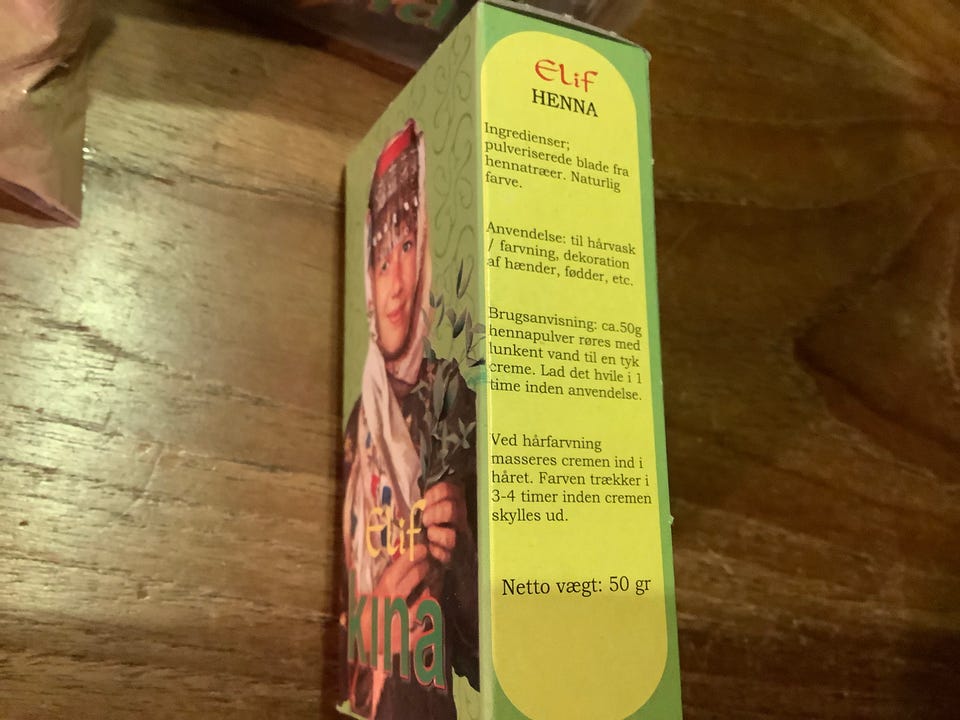 Elif
HENNA
Ingredienser;
pulveriserede blade fra
hennatræer. Naturlig
farve.
Anvendelse: til hårvask
/ farvning, dekoration
af hænder, fødder, etc.
Brugsanvisning: ca.50g
hennapulver røres med
lunkent vand til en tyk
creme. Lad det hvile i 1
time inden anvendelse.
Ved hårfarvning
masseres cremen ind i
håret. Farven trækker i
3-4 timer inden cremen
skylles ud.
Netto vægt: 50 gr
Elif
kına